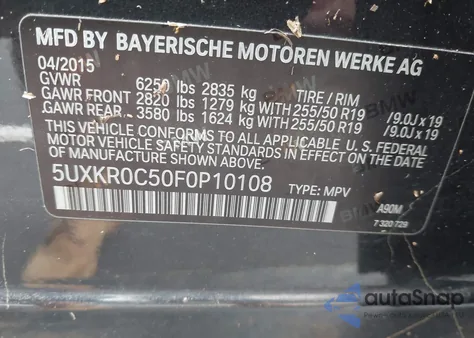 MFD BY BAYERISCHE MOTOREN WERKE AG
04/2015
GVWR 6250 lbs 2835 kg TIRE / RIM
GAWR FRONT 2820 lbs 1279 kg WITH 255/50 R19 /9.0J x 19
GAWR REAR. 3580 lbs 1624 kg WITH 255/50 R19 /9.0J x 19
THIS VEHICLE CONFORMS TO ALL APPLICABLE U.S. FEDERAL
MOTOR VEHICLE SAFETY STANDARDS IN EFFECT ON THE DATE OF
MANUFACTURE SHOWN ABOVE.
5UXKR0C50F0P10108 TYPE: MPV
A90M
7 320 729
autoSnap
Powered by AutoBidMaster